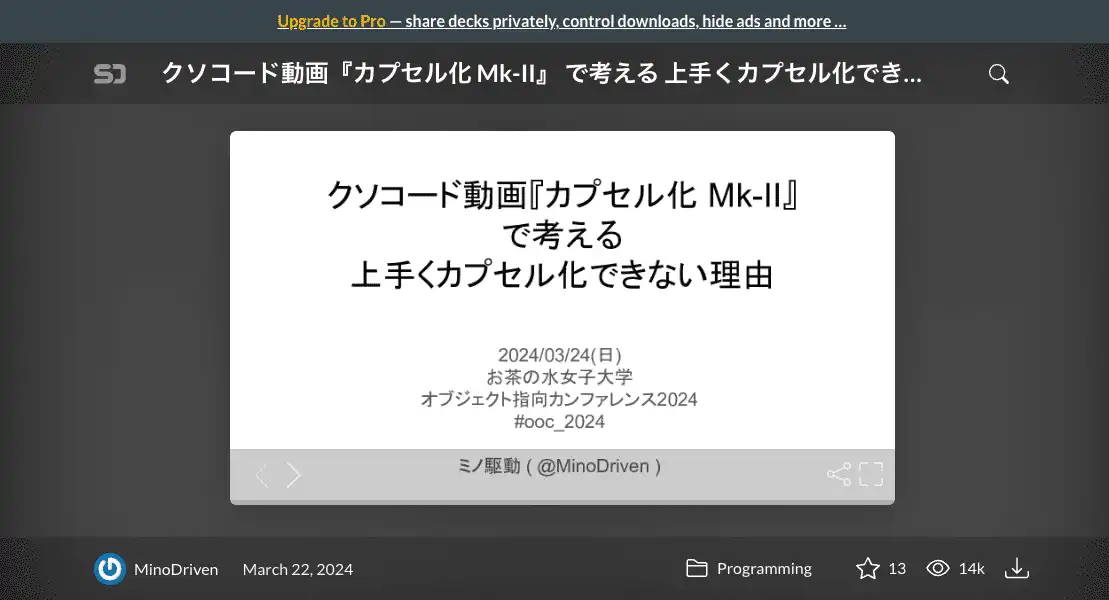 Upgrade to Pro — share decks privately, control downloads, hide ads and more …
クソコード動画『カプセル化 Mk-II』 で考える 上手くカプセル化でき...
クソコード動画『カプセル化 Mk-II』
で考える
上手くカプセル化できない理由
2024/03/24(日)
お茶の水女子大学
オブジェクト指向カンファレンス2024
#ooc_2024
ミノ駆動 ( @MinoDriven )
MinoDriven March 22, 2024 Programming 13 14k